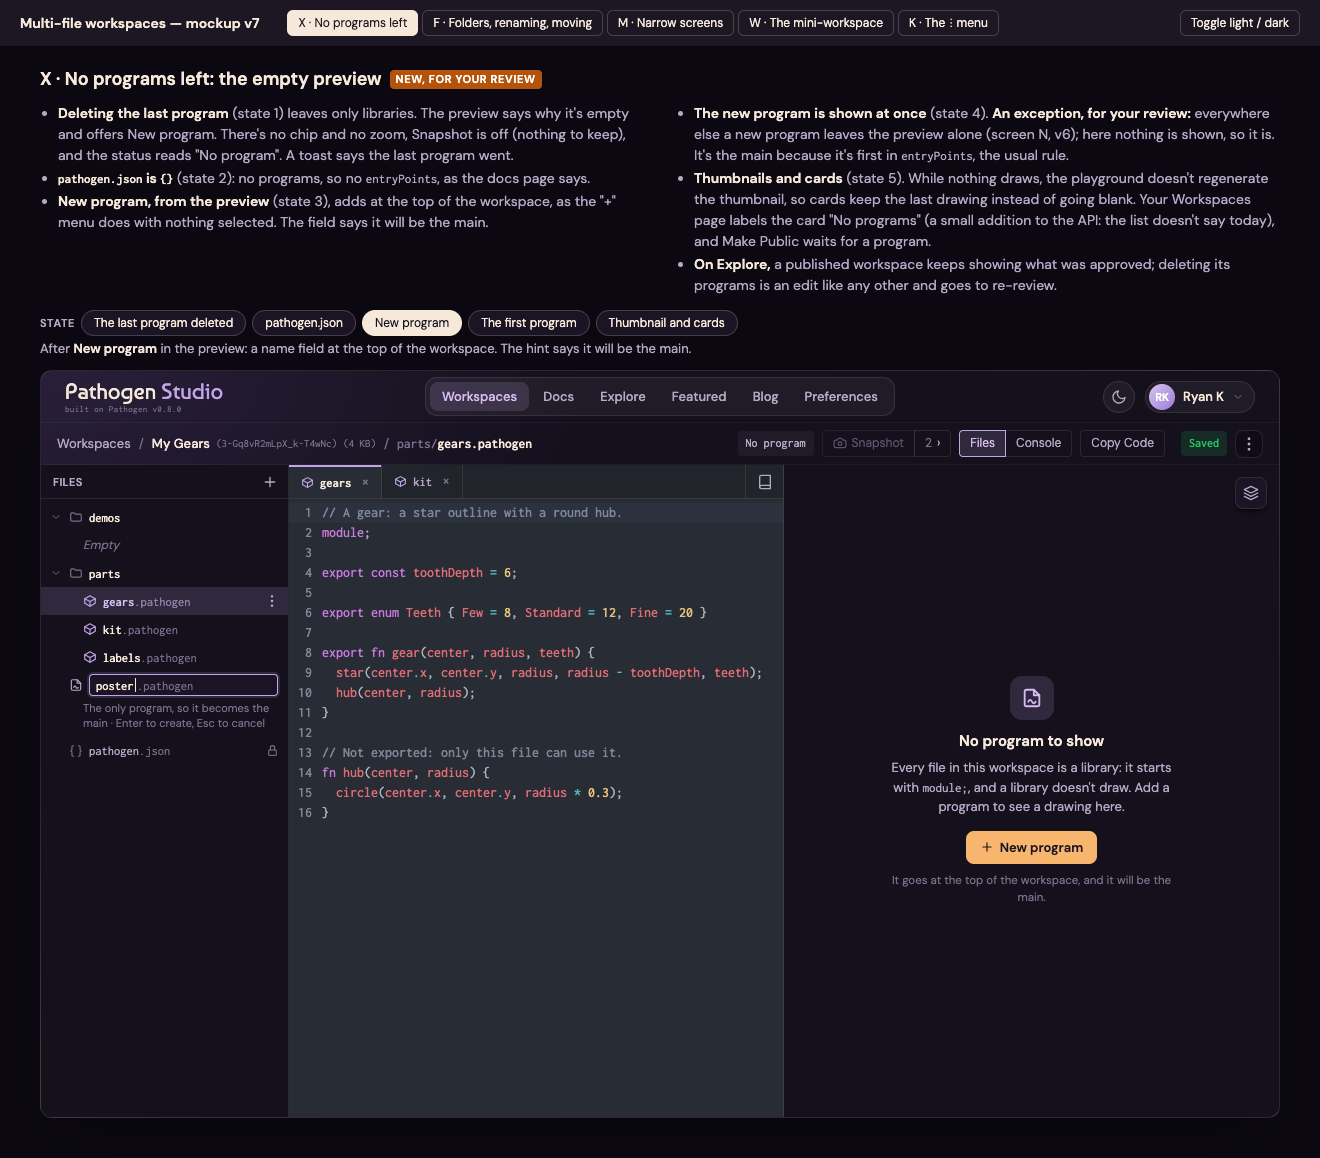 Multi-file workspaces — mockup v7
X · No programs left
F · Folders, renaming, moving
M · Narrow screens
W · The mini-workspace
K · The ⋮ menu
Toggle light / dark
X · No programs left: the empty preview
NEW, FOR YOUR REVIEW
Deleting the last program (state 1) leaves only libraries. The preview says why it's empty
and offers New program. There's no chip and no zoom, Snapshot is off (nothing to keep),
and the status reads "No program". A toast says the last program went.
pathogen.json is {} (state 2): no programs, so no entryPoints, as the docs page says.
New program, from the preview (state 3), adds at the top of the workspace, as the "+"
menu does with nothing selected. The field says it will be the main.
The new program is shown at once (state 4). An exception, for your review: everywhere
else a new program leaves the preview alone (screen N, v6); here nothing is shown, so it is.
It's the main because it's first in entryPoints, the usual rule.
Thumbnails and cards (state 5). While nothing draws, the playground doesn't regenerate
the thumbnail, so cards keep the last drawing instead of going blank. Your Workspaces
page labels the card "No programs" (a small addition to the API: the list doesn't say today),
and Make Public waits for a program.
On Explore, a published workspace keeps showing what was approved; deleting its
programs is an edit like any other and goes to re-review.
STATE
The last program deleted
pathogen.json
New program
The first program
Thumbnail and cards
After New program in the preview: a name field at the top of the workspace. The hint says it will be the main.
Pathogen Studio
built on Pathogen v0.8.0
Workspaces
Docs
Explore
Featured
Blog
Preferences
RK
Ryan K
Workspaces / My Gears (3-Gq8vR2mLpX_k-T4wNc) (4 KB) / parts/gears.pathogen
No program
Snapshot
2 ›
Files
Console
Copy Code
Saved
FILES
demos
Empty
parts
gears.pathogen
kit.pathogen
labels.pathogen
poster.pathogen
The only program, so it becomes the
main · Enter to create, Esc to cancel
{} pathogen.json
gears ×
kit ×
1 // A gear: a star outline with a round hub.
2 module;
3
4 export const toothDepth = 6;
5
6 export enum Teeth { Few = 8, Standard = 12, Fine = 20 }
7
8 export fn gear(center, radius, teeth) {
9 star(center.x, center.y, radius, radius - toothDepth, teeth);
10 hub(center, radius);
11 }
12
13 // Not exported: only this file can use it.
14 fn hub(center, radius) {
15 circle(center.x, center.y, radius * 0.3);
16 }
No program to show
Every file in this workspace is a library: it starts
with module;, and a library doesn't draw. Add a
program to see a drawing here.
+ New program
It goes at the top of the workspace, and it will be the
main.